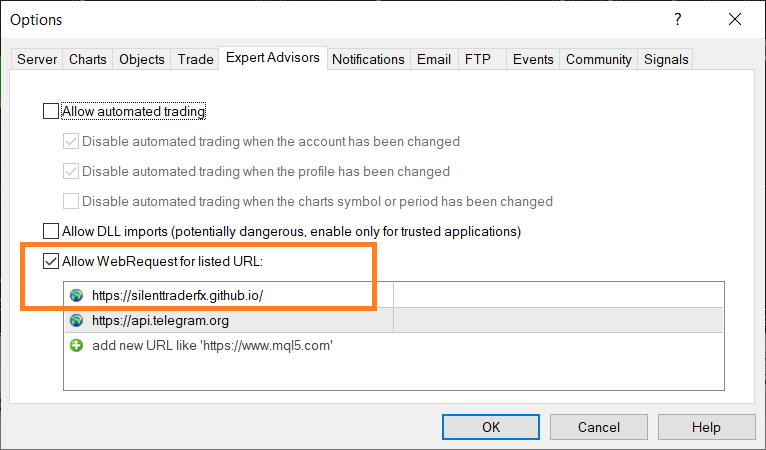 Options
Server Charts Objects Trade Expert Advisors Notifications Email FTP Events Community Signals
Allow automated trading
Disable automated trading when the account has been changed
Disable automated trading when the profile has been changed
Disable automated trading when the charts symbol or period has been changed
Allow DLL imports (potentially dangerous, enable only for trusted applications)
Allow WebRequest for listed URL:
https://silenttraderfx.github.io/
https://api.telegram.org
add new URL like 'https://www.mql5.com'
OK Cancel Help